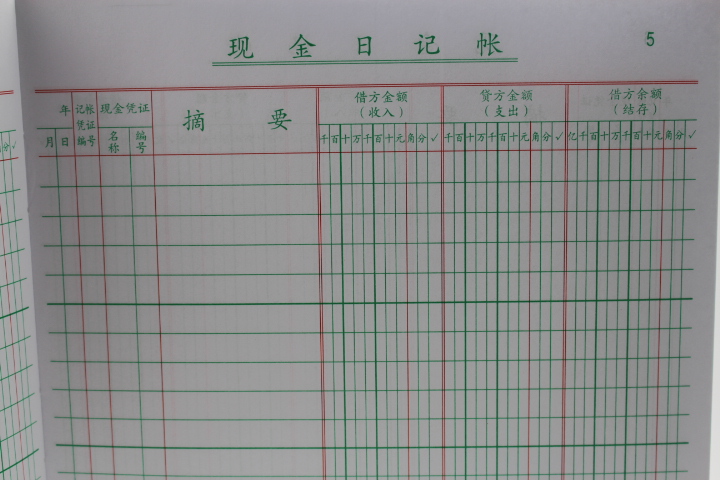 现金日记帐 5
年 记帐凭证编号 现金凭证 摘要 借方金额（收入） 贷方金额（支出） 借方余额（结存）
月 日 名称 编号 千百十万千百十元角分√ 千百十万千百十元角分√ 亿千百十万千百十元角分√
分√